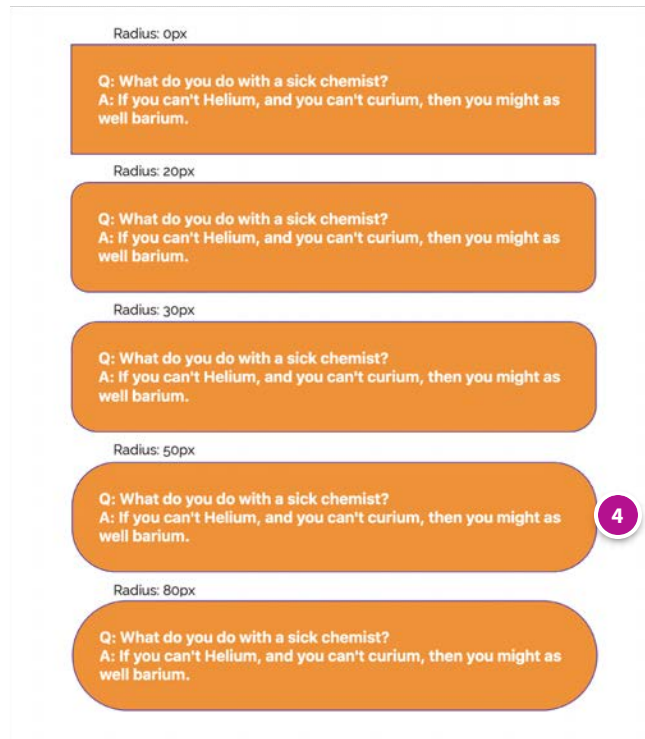 Radius: 0px
Q: What do you do with a sick chemist?
A: If you can't Helium, and you can't curium, then you might as
well barium.
Radius: 20px
Q: What do you do with a sick chemist?
A: If you can't Helium, and you can't curium, then you might as
well barium.
Radius: 30px
Q: What do you do with a sick chemist?
A: If you can't Helium, and you can't curium, then you might as
well barium.
Radius: 50px
Q: What do you do with a sick chemist?
A: If you can't Helium, and you can't curium, then you might as
well barium.
4
Radius: 80px
Q: What do you do with a sick chemist?
A: If you can't Helium, and you can't curium, then you might as
well barium.